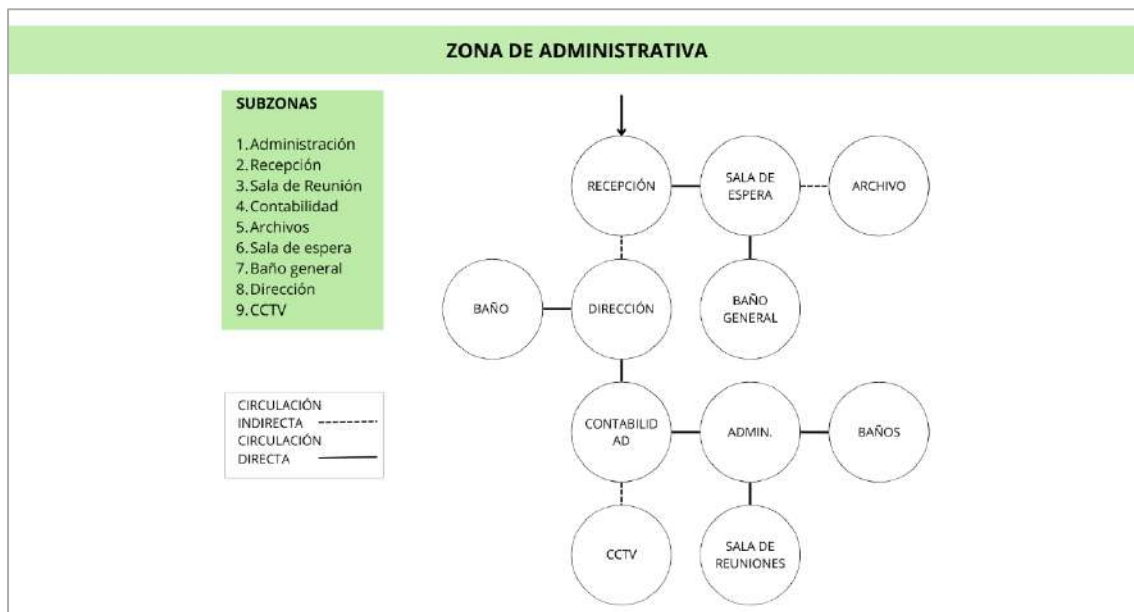 ZONA DE ADMINISTRATIVA
SUBZONAS
1.Administración
2.Recepción
3.Sala de Reunión
4.Contabilidad
5.Archivos
6.Sala de espera
7.Baño general
8.Dirección
9.CCTV
CIRCULACIÓN
INDIRECTA
CIRCULACIÓN
DIRECTA
RECEPCIÓN
SALA DE
ESPERA
ARCHIVO
BAÑO
DIRECCIÓN
BAÑO
GENERAL
CONTABILID
AD
ADMIN.
BAÑOS
CCTV
SALA DE
REUNIONES